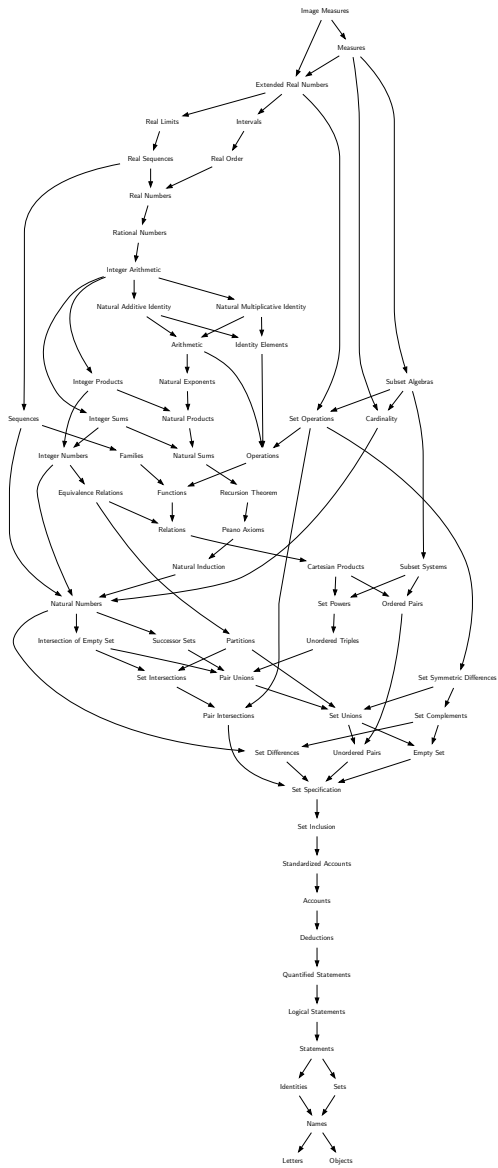 Image Measures
Measures
Extended Real Numbers
Real Limits
Intervals
Real Sequences
Real Order
Real Numbers
Rational Numbers
Integer Arithmetic
Natural Additive Identity
Natural Multiplicative Identity
Arithmetic
Identity Elements
Integer Products
Natural Exponents
Subset Algebras
Sequences
Integer Sums
Natural Products
Set Operations
Cardinality
Integer Numbers
Families
Natural Sums
Operations
Equivalence Relations
Functions
Recursion Theorem
Relations
Peano Axioms
Natural Induction
Cartesian Products
Subset Systems
Natural Numbers
Set Powers
Ordered Pairs
Intersection of Empty Set
Successor Sets
Partitions
Unordered Triples
Set Intersections
Pair Unions
Set Symmetric Differences
Pair Intersections
Set Unions
Set Complements
Set Differences
Unordered Pairs
Empty Set
Set Specification
Set Inclusion
Standardized Accounts
Accounts
Deductions
Quantified Statements
Logical Statements
Statements
Identities
Sets
Names
Letters
Objects